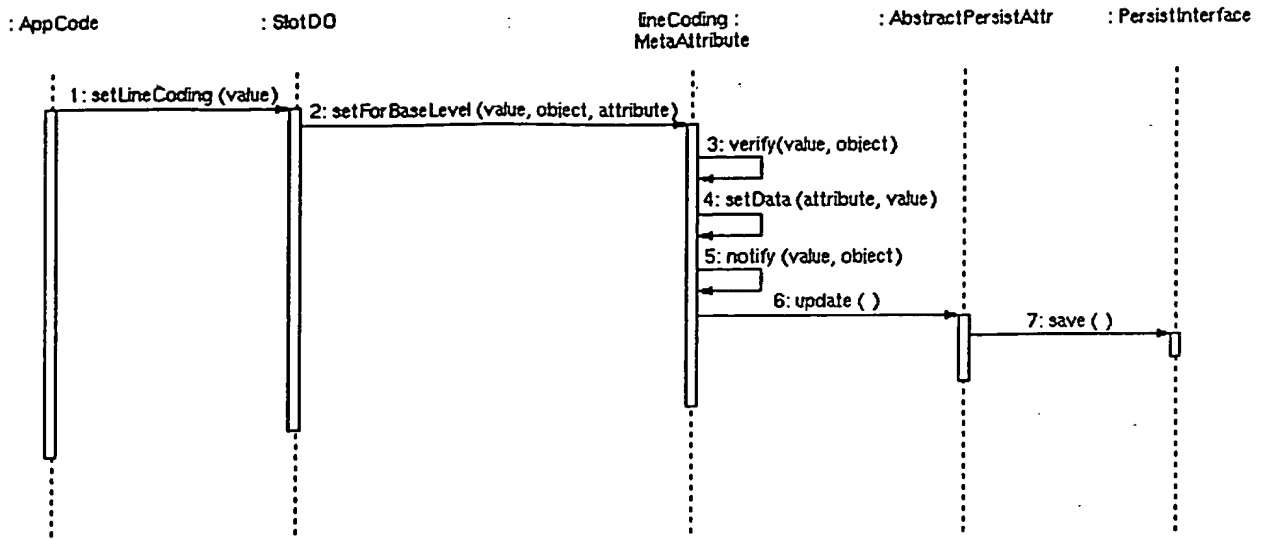 : AppCode
: SlotDO
:
lineCoding :
MetaAttribute
: AbstractPersistAttr
: PersistInterface
1: setLineCoding (value)
2: setForBaseLevel (value, object, attribute)
3: verify(value, object)
4: setData (attribute, value)
5: notify (value, object)
6: update ( )
7: save ( )